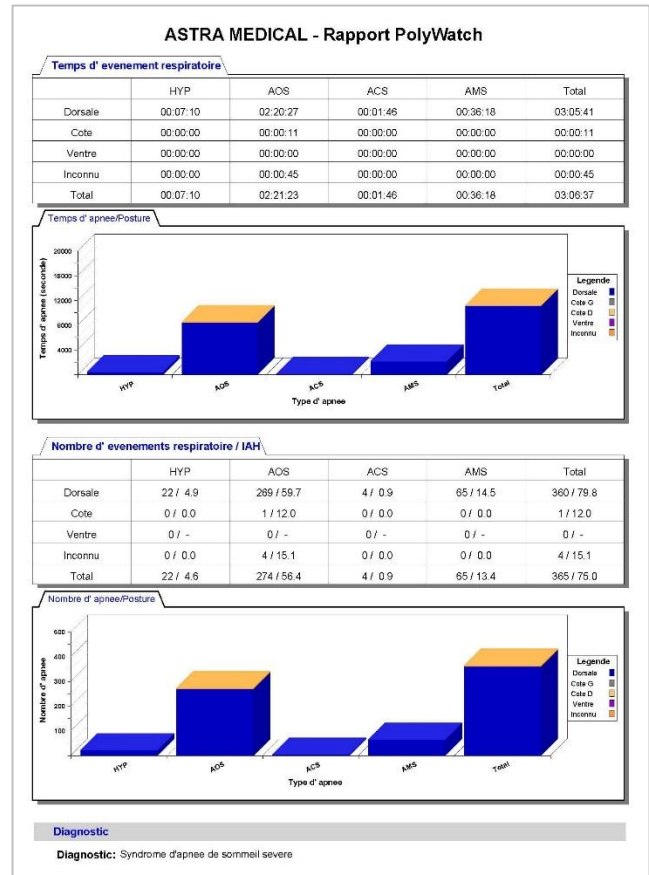 ASTRA MEDICAL - Rapport PolyWatch
Temps d' evenement respiratoire
HYP AOS ACS AMS Total
Dorsale 00:07:10 02:20:27 00:01:46 00:36:18 03:05:41
Cote 00:00:00 00:00:11 00:00:00 00:00:00 00:00:11
Ventre 00:00:00 00:00:00 00:00:00 00:00:00 00:00:00
Inconnu 00:00:00 00:00:45 00:00:00 00:00:00 00:00:45
Total 00:07:10 02:21:23 00:01:46 00:36:18 03:06:37
Temps d' apnee/Posture
Temps d' apnee (seconde)
20000
16000
12000
8000
4000
HYP AOS ACS AMS Total
Type d' apnee
Legende
Dorsale
Cote G
Cote D
Ventre
Inconnu
Nombre d' evenements respiratoire / IAH
HYP AOS ACS AMS Total
Dorsale 22 / 4.9 269 / 59.7 4 / 0.9 65 / 14.5 360 / 79.8
Cote 0 / 0.0 1 / 12.0 0 / 0.0 0 / 0.0 1 / 12.0
Ventre 0 / - 0 / - 0 / - 0 / - 0 / -
Inconnu 0 / 0.0 4 / 15.1 0 / 0.0 0 / 0.0 4 / 15.1
Total 22 / 4.6 274 / 56.4 4 / 0.9 65 / 13.4 365 / 75.0
Nombre d' apnee/Posture
Nombre d' apnee
500
400
300
200
100
HYP AOS ACS AMS Total
Type d' apnee
Legende
Dorsale
Cote G
Cote D
Ventre
Inconnu
Diagnostic
Diagnostic: Syndrome d'apnee de sommeil severe